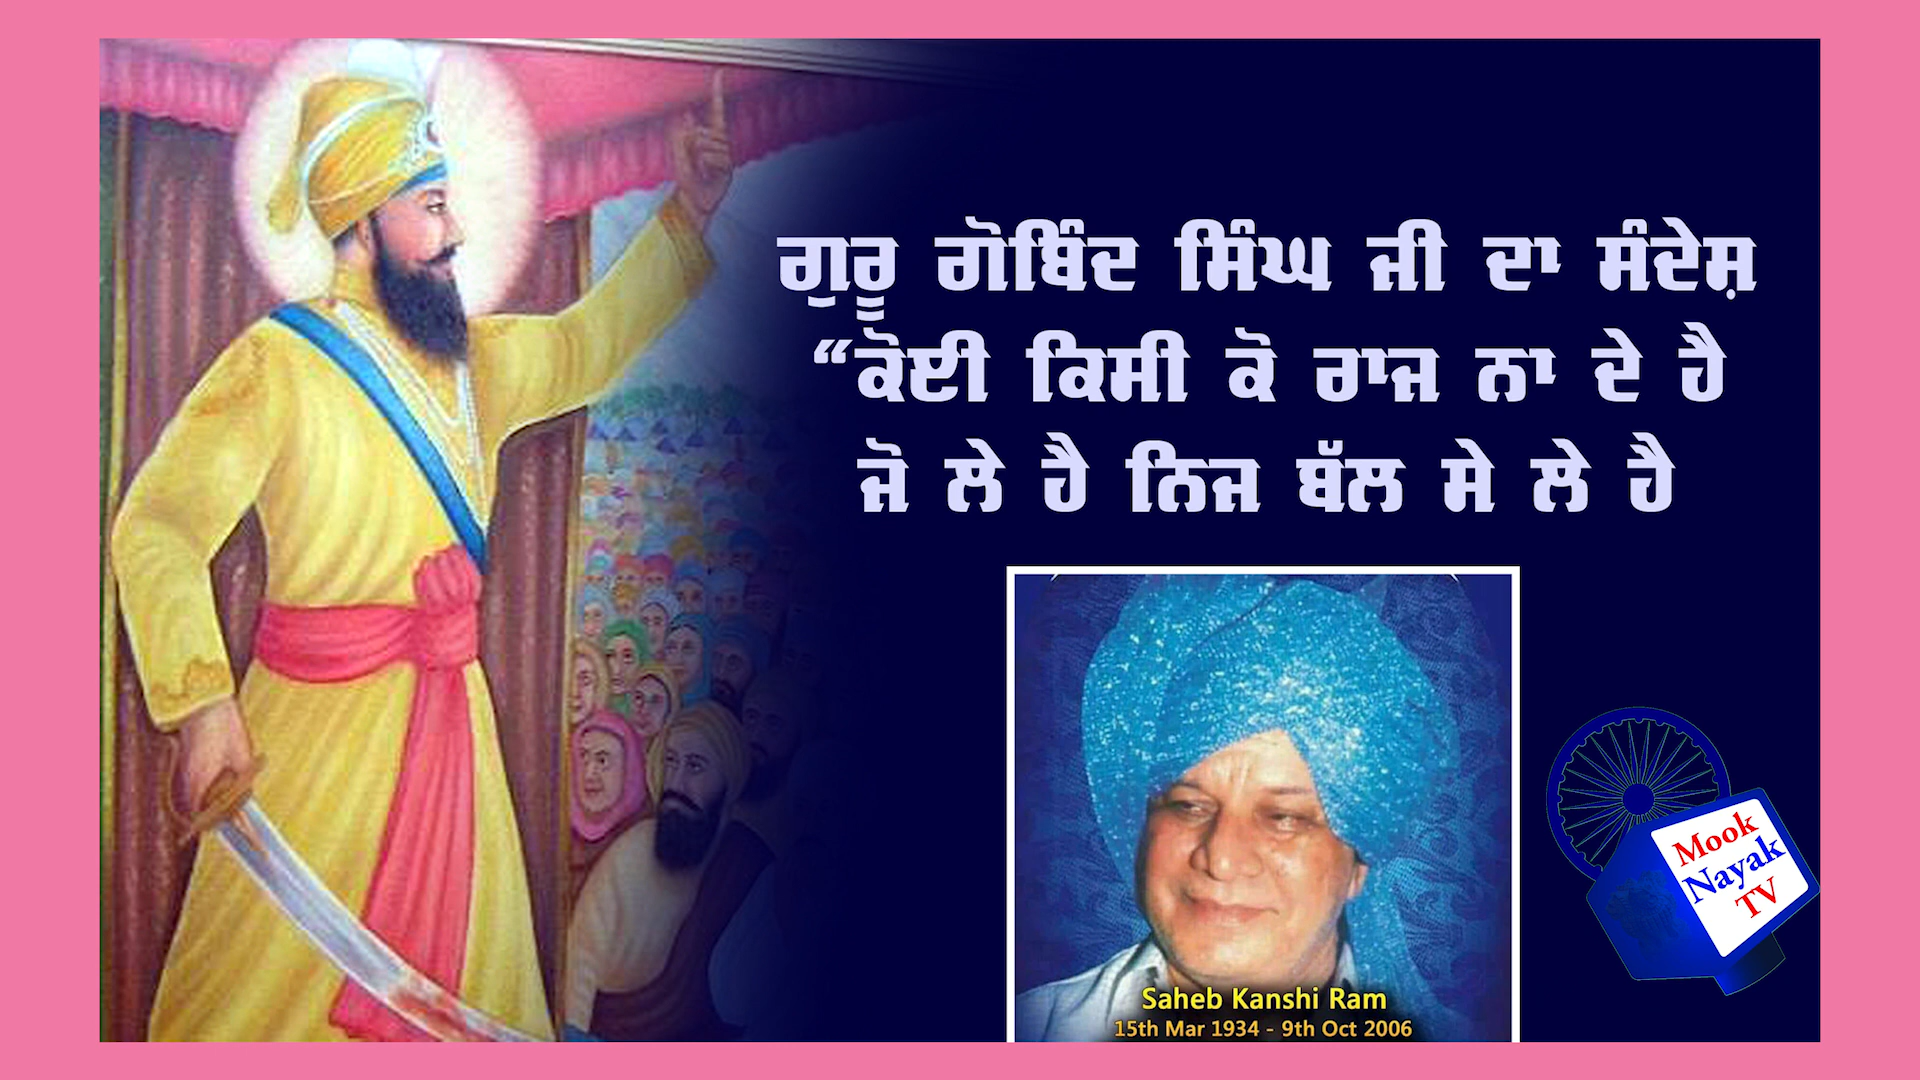 ਗੁਰੂ ਗੋਬਿੰਦ ਸਿੰਘ ਜੀ ਦਾ ਸੰਦੇਸ਼
“ਕੋਈ ਕਿਸੀ ਕੋ ਰਾਜ ਨਾ ਦੇ ਹੈ
ਜੋ ਲੇ ਹੈ ਨਿਜ ਬੱਲ ਸੇ ਲੇ ਹੈ
Saheb Kanshi Ram
15th Mar 1934 - 9th Oct 2006
Mook
Nayak
TV